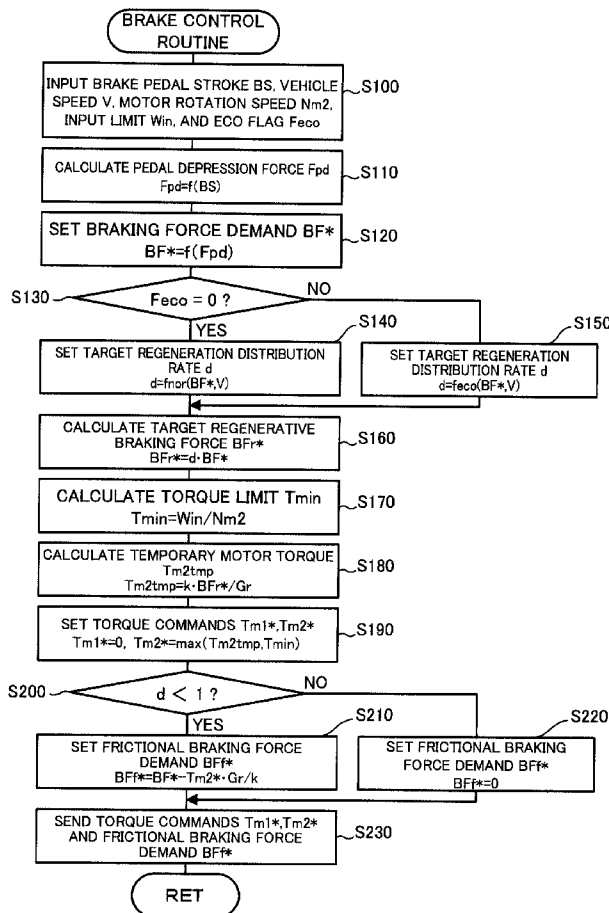 BRAKE CONTROL
ROUTINE
INPUT BRAKE PEDAL STROKE BS, VEHICLE
SPEED V, MOTOR ROTATION SPEED Nm2,
INPUT LIMIT Win, AND ECO FLAG Feco
S100
CALCULATE PEDAL DEPRESSION FORCE Fpd
Fpd=f(BS)
S110
SET BRAKING FORCE DEMAND BF*
BF*=f(Fpd)
S120
S130
Feco = 0 ?
NO
YES
S140
SET TARGET REGENERATION DISTRIBUTION
RATE d
d=fnor(BF*,V)
S150
SET TARGET REGENERATION
DISTRIBUTION RATE d
d=feco(BF*,V)
CALCULATE TARGET REGENERATIVE
BRAKING FORCE BFr*
BFr*=d·BF*
S160
CALCULATE TORQUE LIMIT Tmin
Tmin=Win/Nm2
S170
CALCULATE TEMPORARY MOTOR TORQUE
Tm2tmp
Tm2tmp=k·BFr*/Gr
S180
SET TORQUE COMMANDS Tm1*,Tm2*
Tm1*=0, Tm2*=max(Tm2tmp,Tmin)
S190
S200
d < 1 ?
NO
YES
S210
SET FRICTIONAL BRAKING FORCE
DEMAND BFf*
BFf*=BF*-Tm2*·Gr/k
S220
SET FRICTIONAL BRAKING
FORCE DEMAND BFf*
BFf*=0
SEND TORQUE COMMANDS Tm1*,Tm2*
AND FRICTIONAL BRAKING FORCE
DEMAND BFf*
S230
RET